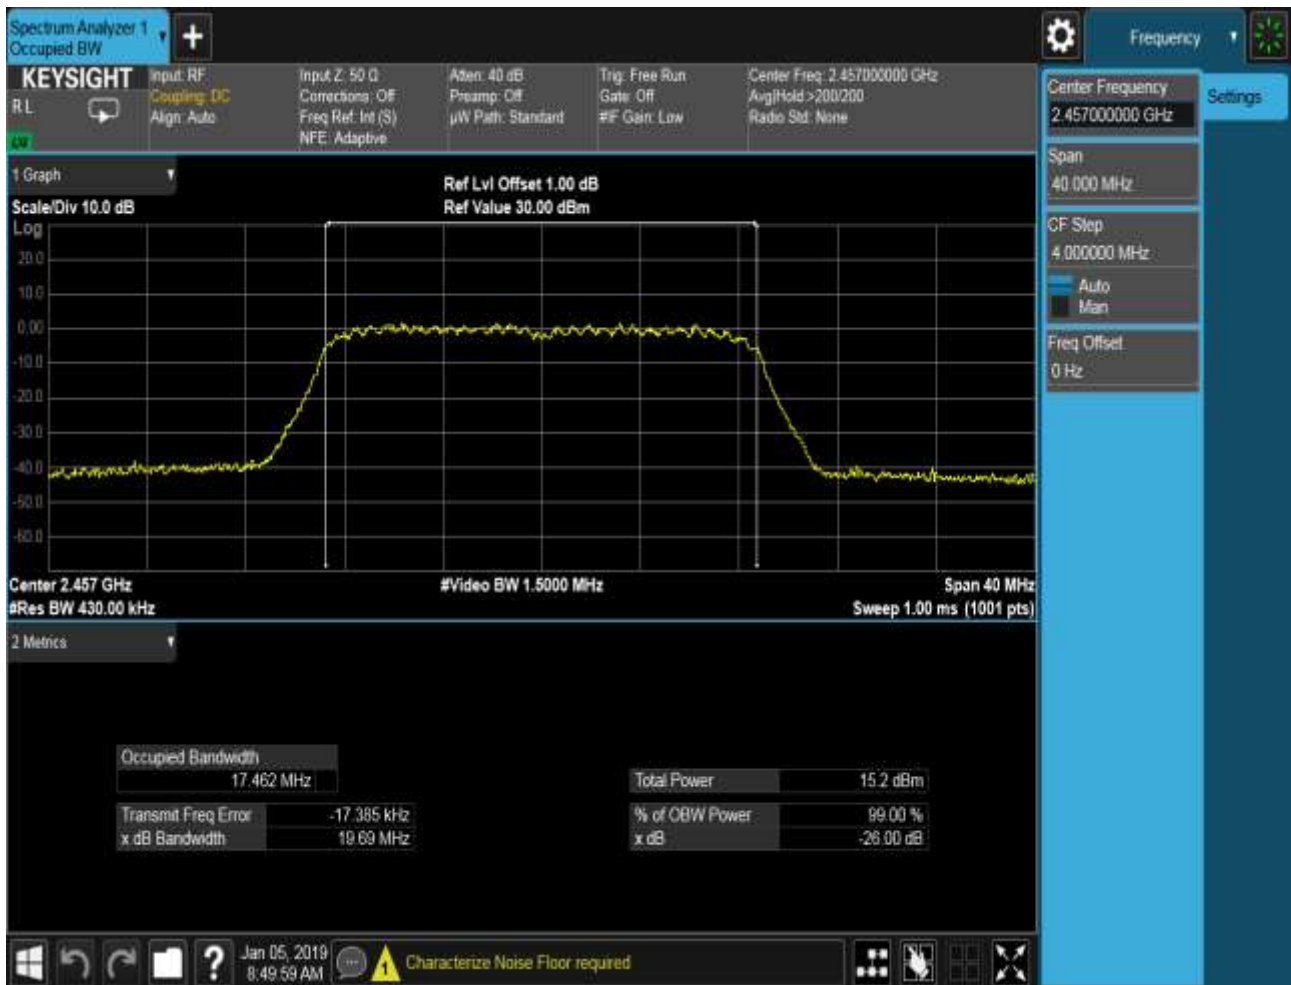 Spectrum Analyzer 1
Occupied BW
Frequency
KEYSIGHT
R L
Input: RF
Coupling: DC
Align: Auto
Input Z: 50 Ω
Corrections: Off
Freq Ref: Int (S)
NFE: Adaptive
Atten: 40 dB
Preamp: Off
µW Path: Standard
Trig: Free Run
Gate: Off
#IF Gain: Low
Center Freq: 2.457000000 GHz
Avg|Hold >200/200
Radio Std: None
Center Frequency
2.457000000 GHz
Settings
Span
40.000 MHz
CF Step
4.000000 MHz
Auto
Man
Freq Offset
0 Hz
1 Graph
Scale/Div 10.0 dB
Ref Lvl Offset 1.00 dB
Ref Value 30.00 dBm
Log
20.0
10.0
0.00
-10.0
-20.0
-30.0
-40.0
-50.0
-60.0
Center 2.457 GHz
#Video BW 1.5000 MHz
Span 40 MHz
#Res BW 430.00 kHz
Sweep 1.00 ms (1001 pts)
2 Metrics
Occupied Bandwidth
17.462 MHz
Transmit Freq Error -17.385 kHz
x dB Bandwidth 19.69 MHz
Total Power 15.2 dBm
% of OBW Power 99.00 %
x dB -26.00 dB
Jan 05, 2019
8:49:59 AM
1
Characterize Noise Floor required